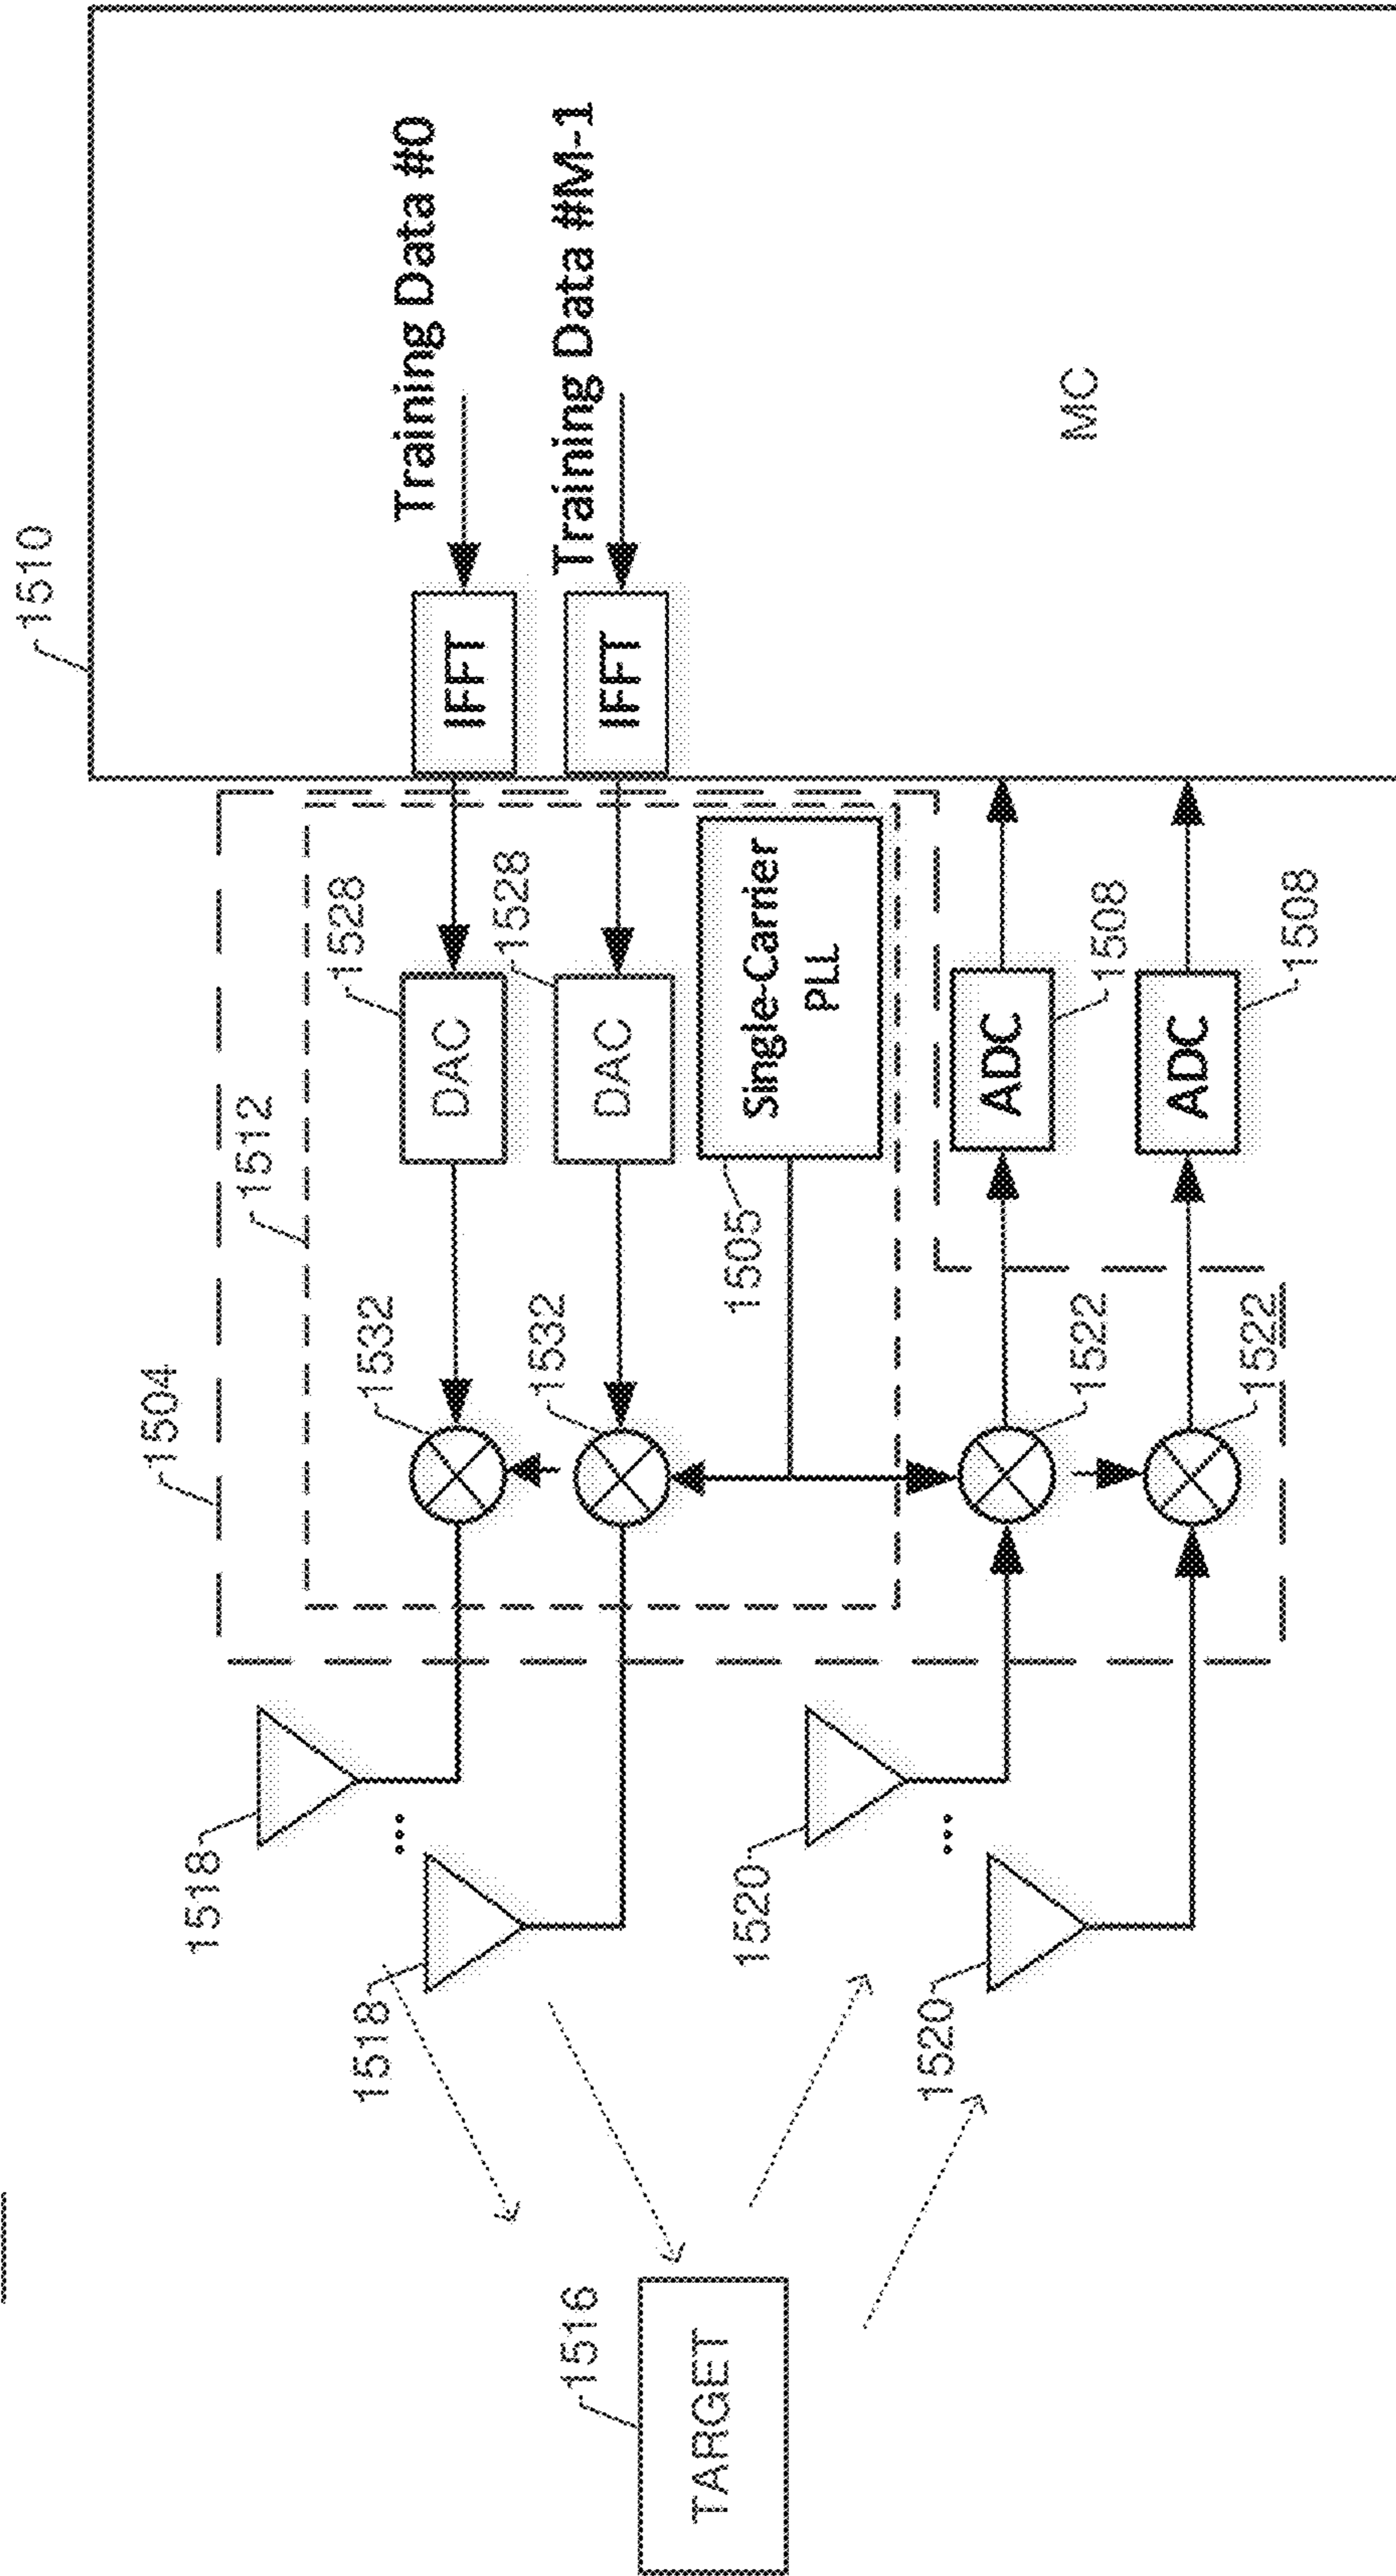 1510
1504
1518
1512
1528
1518
1532
Training Data #0
DAC
IFFT
1528
1532
Training Data #M-1
1516
DAC
IFFT
TARGET
1505
1520
Single-Carrier
PLL
1520
ADC
MC
1522
1508
ADC
1522
1508